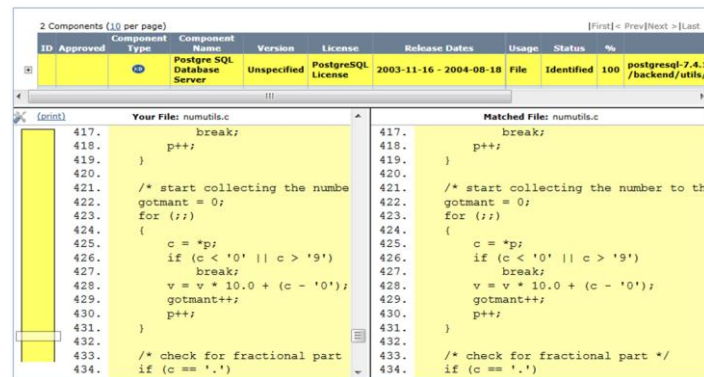 2 Components (10 per page) |First|< Prev|Next >|Last
ID Approved Component Type Component Name Version License Release Dates Usage Status %
Postgre SQL Database Server Unspecified PostgreSQL License 2003-11-16 - 2004-08-18 File Identified 100 postgresql-7.4.
/backend/utils/
(print) Your File: numutils.c Matched File: numutils.c
417. break; 417. break;
418. p++; 418. p++;
419. } 419. }
420. 420.
421. /* start collecting the numbe 421. /* start collecting the number to th
422. gotmant = 0; 422. gotmant = 0;
423. for (;;) 423. for (;;)
424. { 424. {
425. c = *p; 425. c = *p;
426. if (c < '0' || c > '9') 426. if (c < '0' || c > '9')
427. break; 427. break;
428. v = v * 10.0 + (c - '0'); 428. v = v * 10.0 + (c - '0');
429. gotmant++; 429. gotmant++;
430. p++; 430. p++;
431. } 431. }
432. 432.
433. /* check for fractional part 433. /* check for fractional part */
434. if (c == '.') 434. if (c == '.')